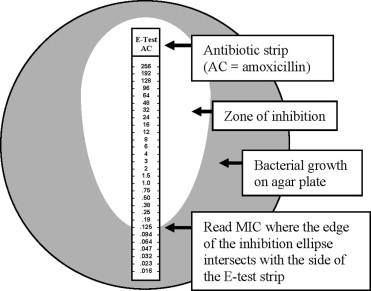 E-Test
AC
256
192
128
96
64
48
32
24
16
12
8
6
4
3
2
1.5
1.0
.75
.50
.38
.25
.19
.125
.094
.064
.047
.032
.023
.016
Antibiotic strip
(AC = amoxicillin)
Zone of inhibition
Bacterial growth
on agar plate
Read MIC where the edge
of the inhibition ellipse
intersects with the side of
the E-test strip